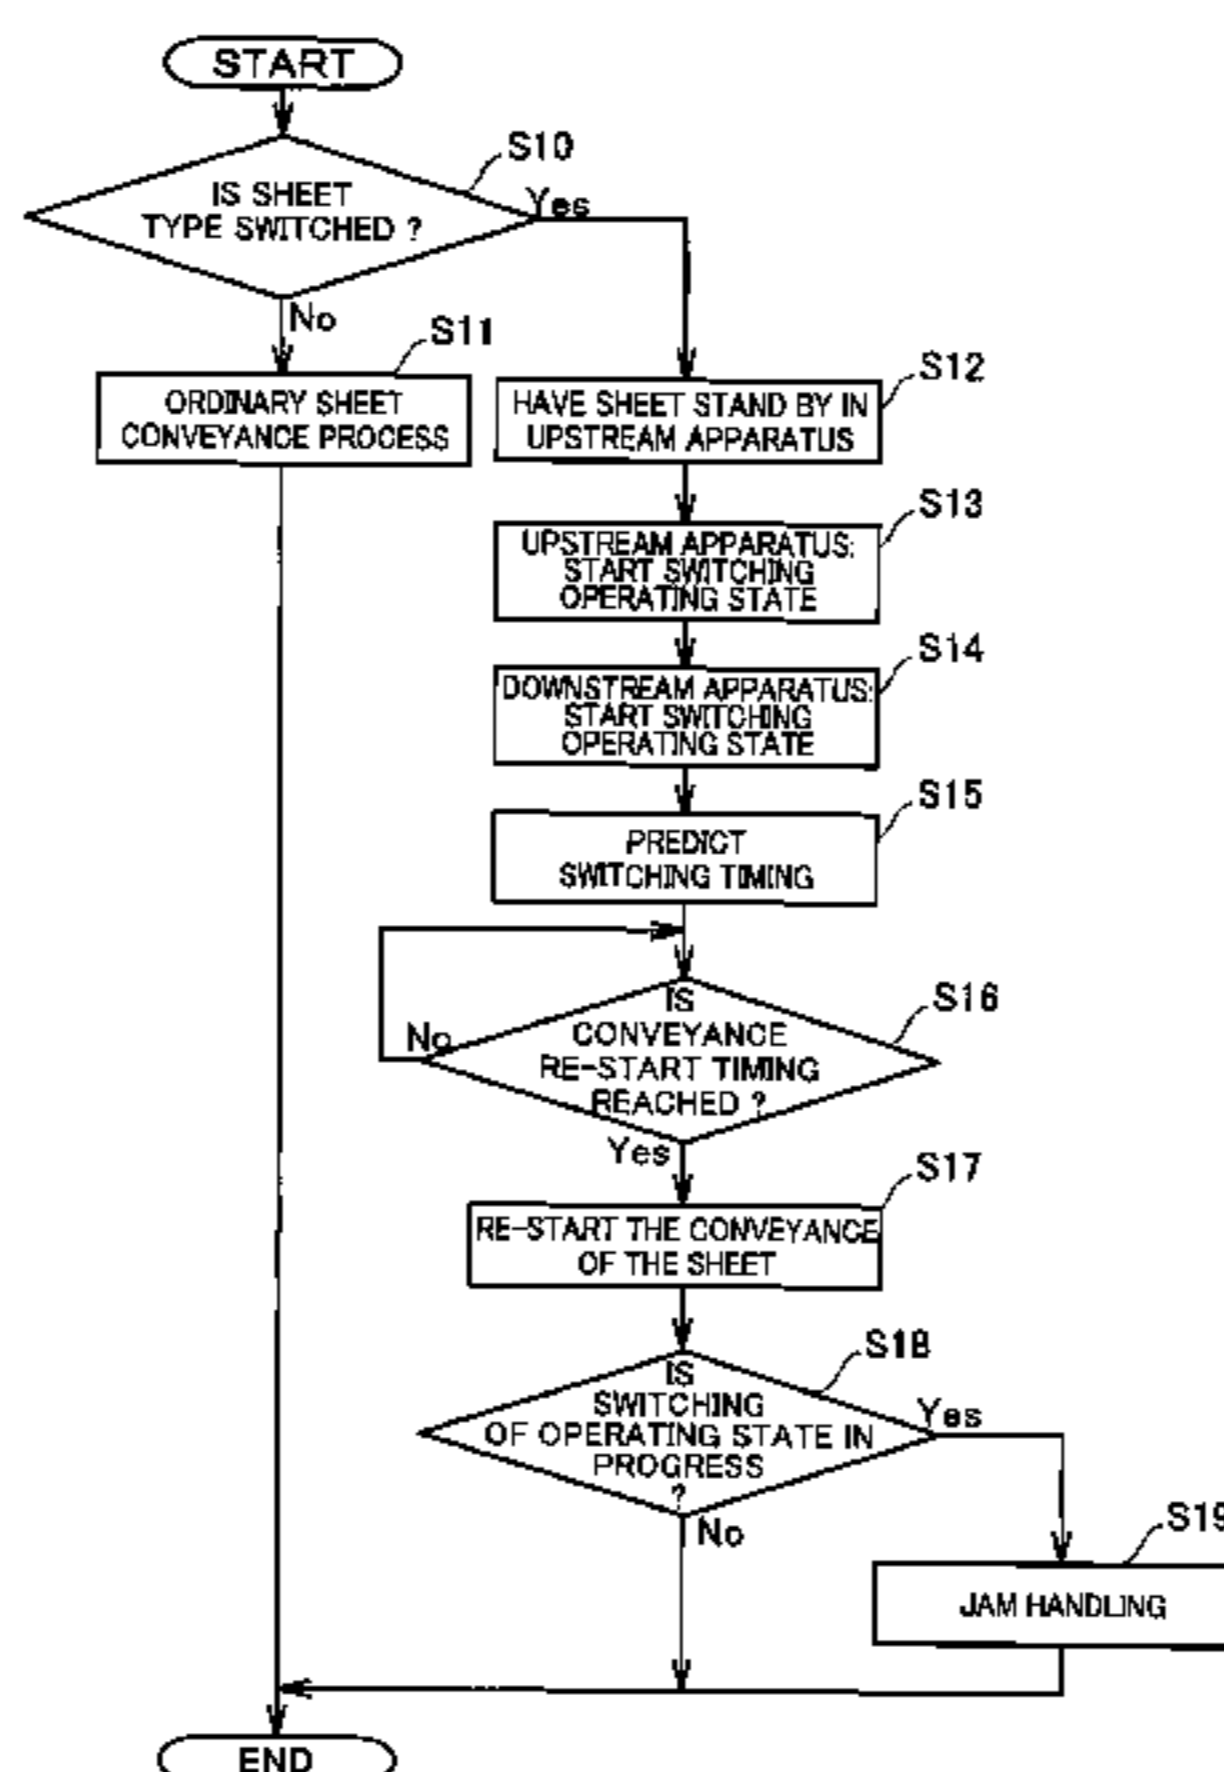 START
S10
IS SHEET
TYPE SWITCHED ?
Yes
No
S11
ORDINARY SHEET
CONVEYANCE PROCESS
S12
HAVE SHEET STAND BY IN
UPSTREAM APPARATUS
S13
UPSTREAM APPARATUS:
START SWITCHING
OPERATING STATE
S14
DOWNSTREAM APPARATUS:
START SWITCHING
OPERATING STATE
S15
PREDICT
SWITCHING TIMING
S16
IS
CONVEYANCE
RE-START TIMING
REACHED ?
No
Yes
S17
RE-START THE CONVEYANCE
OF THE SHEET
S18
IS
SWITCHING
OF OPERATING STATE IN
PROGRESS
?
Yes
No
S19
JAM HANDLING
END